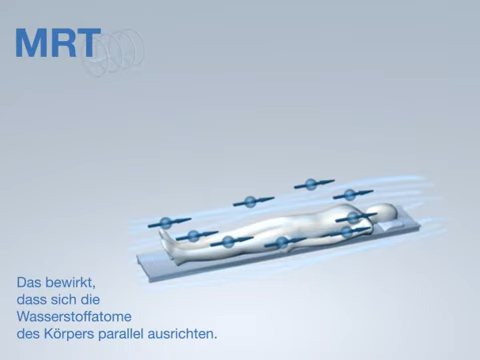 MRT
Das bewirkt,
dass sich die
Wasserstoffatome
des Körpers parallel ausrichten.